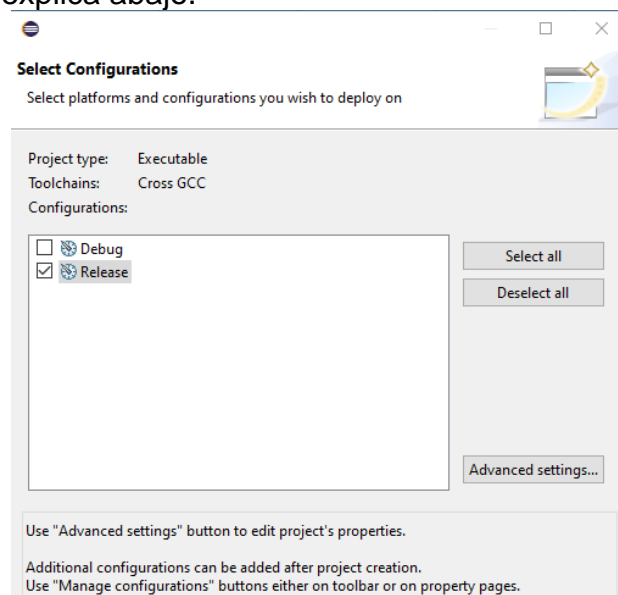 explica abajo.
Select Configurations
Select platforms and configurations you wish to deploy on
Project type: Executable
Toolchains: Cross GCC
Configurations:
Debug
Release
Select all
Deselect all
Advanced settings...
Use "Advanced settings" button to edit project's properties.
Additional configurations can be added after project creation.
Use "Manage configurations" buttons either on toolbar or on property pages.